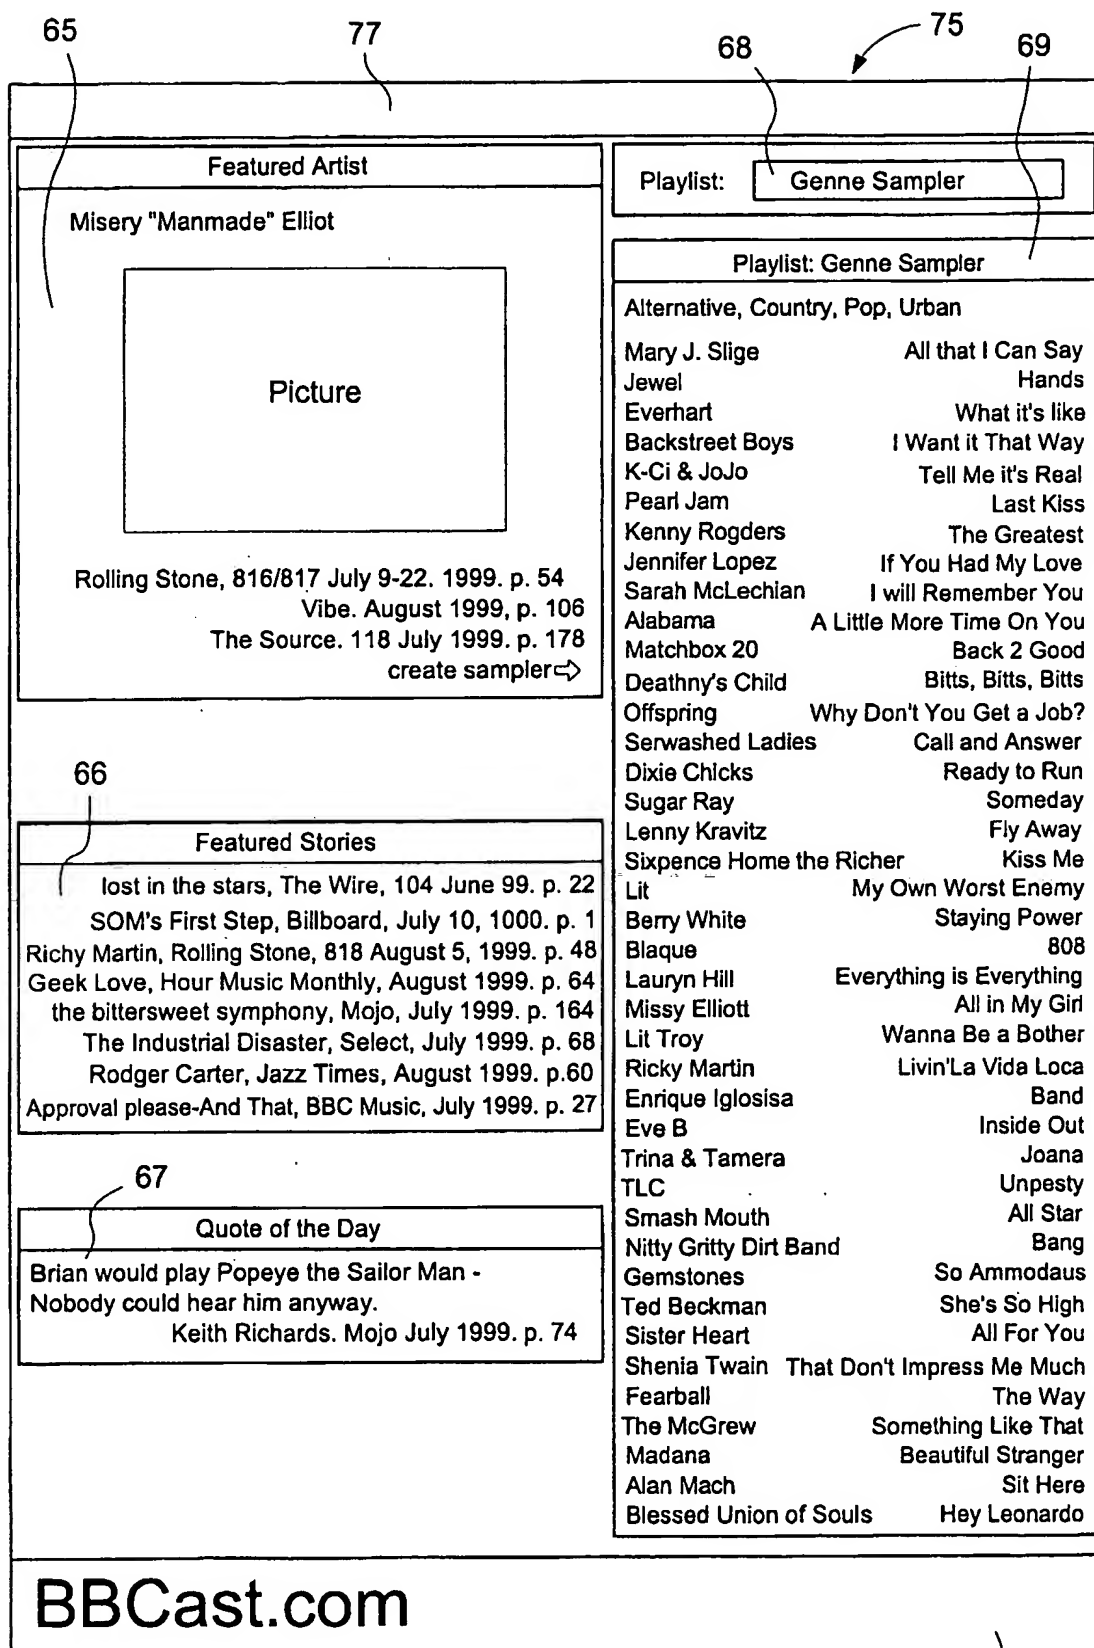 65
77
68
75
69
Featured Artist
Misery "Manmade" Elliot
Picture
Rolling Stone, 816/817 July 9-22. 1999. p. 54
Vibe. August 1999, p. 106
The Source. 118 July 1999. p. 178
create sampler⇨
66
Featured Stories
lost in the stars, The Wire, 104 June 99. p. 22
SOM's First Step, Billboard, July 10, 1000. p. 1
Richy Martin, Rolling Stone, 818 August 5, 1999. p. 48
Geek Love, Hour Music Monthly, August 1999. p. 64
the bittersweet symphony, Mojo, July 1999. p. 164
The Industrial Disaster, Select, July 1999. p. 68
Rodger Carter, Jazz Times, August 1999. p.60
Approval please-And That, BBC Music, July 1999. p. 27
67
Quote of the Day
Brian would play Popeye the Sailor Man -
Nobody could hear him anyway.
Keith Richards. Mojo July 1999. p. 74
Playlist: Genne Sampler
Playlist: Genne Sampler
Alternative, Country, Pop, Urban
Mary J. Slige All that I Can Say
Jewel Hands
Everhart What it's like
Backstreet Boys I Want it That Way
K-Ci & JoJo Tell Me it's Real
Pearl Jam Last Kiss
Kenny Rogders The Greatest
Jennifer Lopez If You Had My Love
Sarah McLechian I will Remember You
Alabama A Little More Time On You
Matchbox 20 Back 2 Good
Deathny's Child Bitts, Bitts, Bitts
Offspring Why Don't You Get a Job?
Serwashed Ladies Call and Answer
Dixie Chicks Ready to Run
Sugar Ray Someday
Lenny Kravitz Fly Away
Sixpence Home the Richer Kiss Me
Lit My Own Worst Enemy
Berry White Staying Power
Blaque 808
Lauryn Hill Everything is Everything
Missy Elliott All in My Girl
Lit Troy Wanna Be a Bother
Ricky Martin Livin'La Vida Loca
Enrique Iglosisa Band
Eve B Inside Out
Trina & Tamera Joana
TLC Unpesty
Smash Mouth All Star
Nitty Gritty Dirt Band Bang
Gemstones So Ammodaus
Ted Beckman She's So High
Sister Heart All For You
Shenia Twain That Don't Impress Me Much
Fearball The Way
The McGrew Something Like That
Madana Beautiful Stranger
Alan Mach Sit Here
Blessed Union of Souls Hey Leonardo
BBCast.com